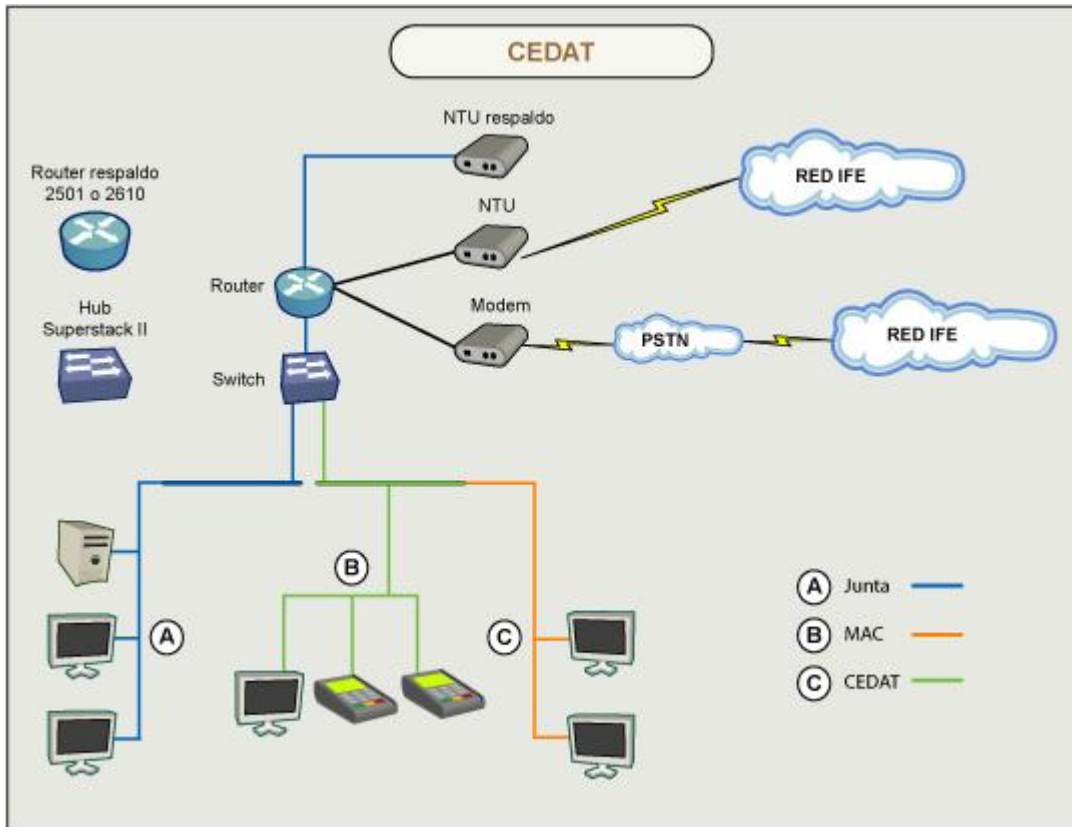 CEDAT
NTU respaldo
Router respaldo
2501 o 2610
RED IFE
NTU
Router
Hub
Superstack II
Modem
PSTN
RED IFE
Switch
B
A
C
A Junta
B MAC
C CEDAT